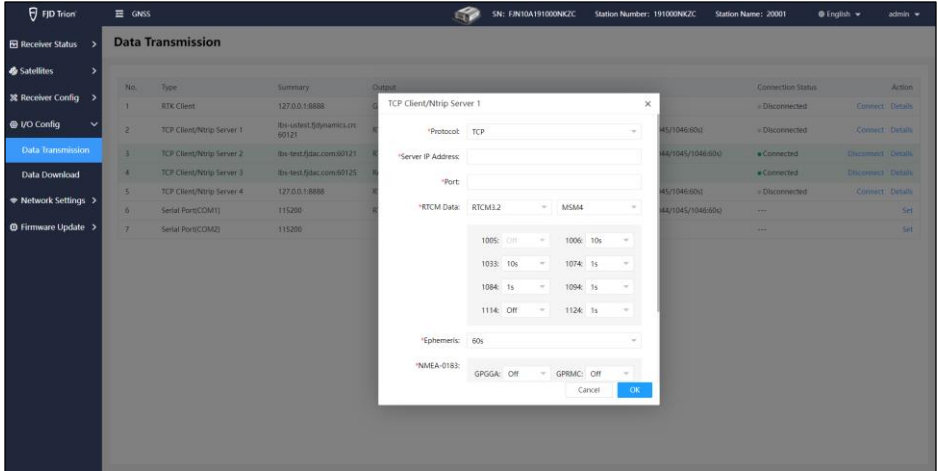 FJD Trion
GNSS
SN: FJN10A191000NKZC
Station Number: 191000NKZC
Station Name: 20001
English
admin
Receiver Status
Satellites
Receiver Config
I/O Config
Data Transmission
Data Download
Network Settings
Firmware Update
Data Transmission
No. Type Summary Output Connection Status Action
1 RTK Client 127.0.0.1:8888 Disconnected Connect Details
2 TCP Client/Ntrip Server 1 60121 Disconnected Connect Details
3 TCP Client/Ntrip Server 2 lbs-test.fjdac.com:60121 044/1045/1046:60s) Connected Disconnect Details
4 TCP Client/Ntrip Server 3 lbs-test.fjdac.com:60125 Connected Disconnect Details
5 TCP Client/Ntrip Server 4 127.0.0.1:8888 Disconnected Connect Details
6 Serial Port(COM1) 115200 --- Set
7 Serial Port(COM2) 115200 --- Set
TCP Client/Ntrip Server 1
*Protocol: TCP
*Server IP Address:
*Port:
*RTCM Data: RTCM3.2 MSM4
1005: Off 1006: 10s
1033: 10s 1074: 1s
1084: 1s 1094: 1s
1114: Off 1124: 1s
*Ephemeris: 60s
*NMEA-0183:
GPGGA: Off GPRMC: Off
Cancel OK